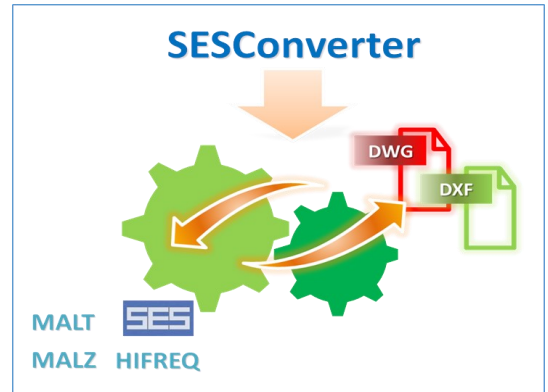 SESConverter
DWG
DXF
MALT SES
MALZ HIFREQ